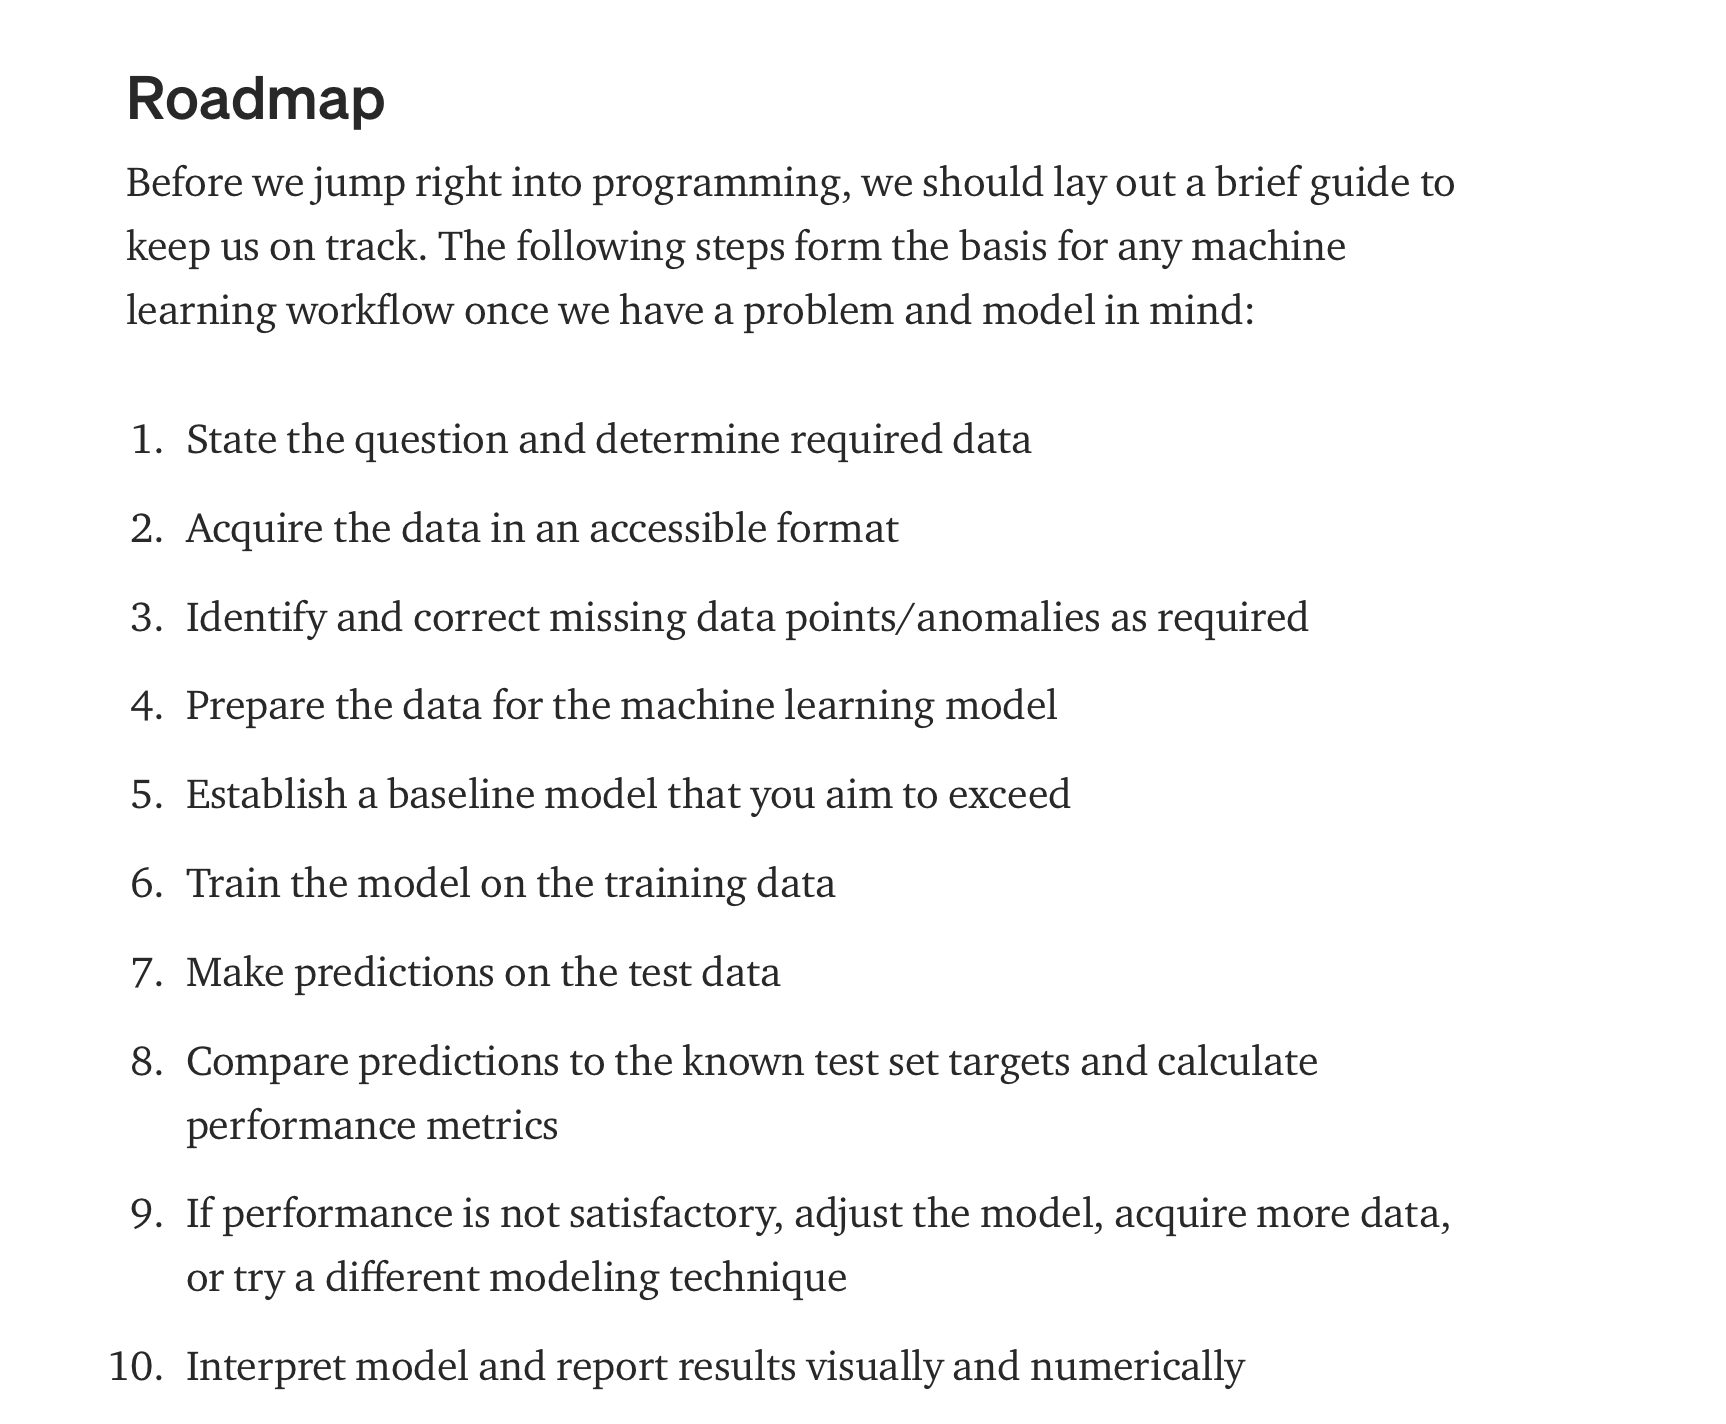 Roadmap
Before we jump right into programming, we should lay out a brief guide to
keep us on track. The following steps form the basis for any machine
learning workflow once we have a problem and model in mind:
1. State the question and determine required data
2. Acquire the data in an accessible format
3. Identify and correct missing data points/anomalies as required
4. Prepare the data for the machine learning model
5. Establish a baseline model that you aim to exceed
6. Train the model on the training data
7. Make predictions on the test data
8. Compare predictions to the known test set targets and calculate
performance metrics
9. If performance is not satisfactory, adjust the model, acquire more data,
or try a different modeling technique
10. Interpret model and report results visually and numerically